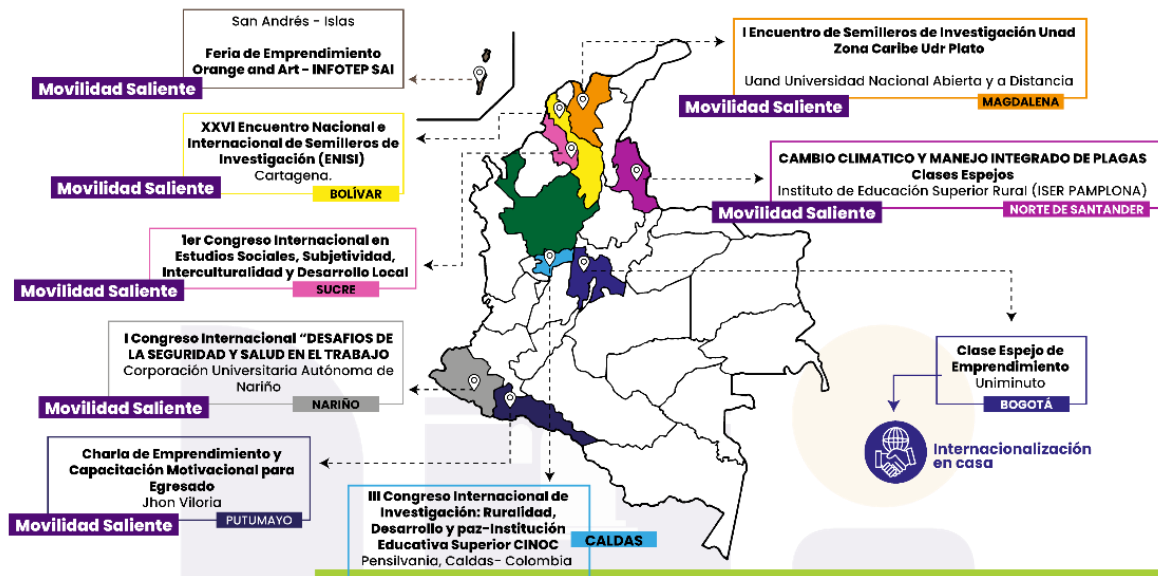 San Andrés - Islas
Feria de Emprendimiento
Orange and Art - INFOTEP SAI
Movilidad Saliente
XXVI Encuentro Nacional e
Internacional de Semilleros de
Investigación (ENISI)
Cartagena.
Movilidad Saliente
BOLÍVAR
1er Congreso Internacional en
Estudios Sociales, Subjetividad,
Interculturalidad y Desarrollo Local
SUCRE
Movilidad Saliente
I Congreso Internacional “DESAFIOS DE
LA SEGURIDAD Y SALUD EN EL TRABAJO
Corporación Universitaria Autónoma de
Nariño
NARIÑO
Movilidad Saliente
Charla de Emprendimiento y
Capacitación Motivacional para
Egresado
Jhon Viloria
PUTUMAYO
Movilidad Saliente
III Congreso Internacional de
Investigación: Ruralidad,
Desarrollo y paz-Institución
Educativa Superior CINOC
Pensilvania, Caldas- Colombia
CALDAS
I Encuentro de Semilleros de Investigación Unad
Zona Caribe Udr Plato
Uand Universidad Nacional Abierta y a Distancia
MAGDALENA
Movilidad Saliente
CAMBIO CLIMATICO Y MANEJO INTEGRADO DE PLAGAS
Clases Espejos
Instituto de Educación Superior Rural (ISER PAMPLONA)
NORTE DE SANTANDER
Movilidad Saliente
Clase Espejo de
Emprendimiento
Uniminuto
BOGOTÁ
Internacionalización
en casa